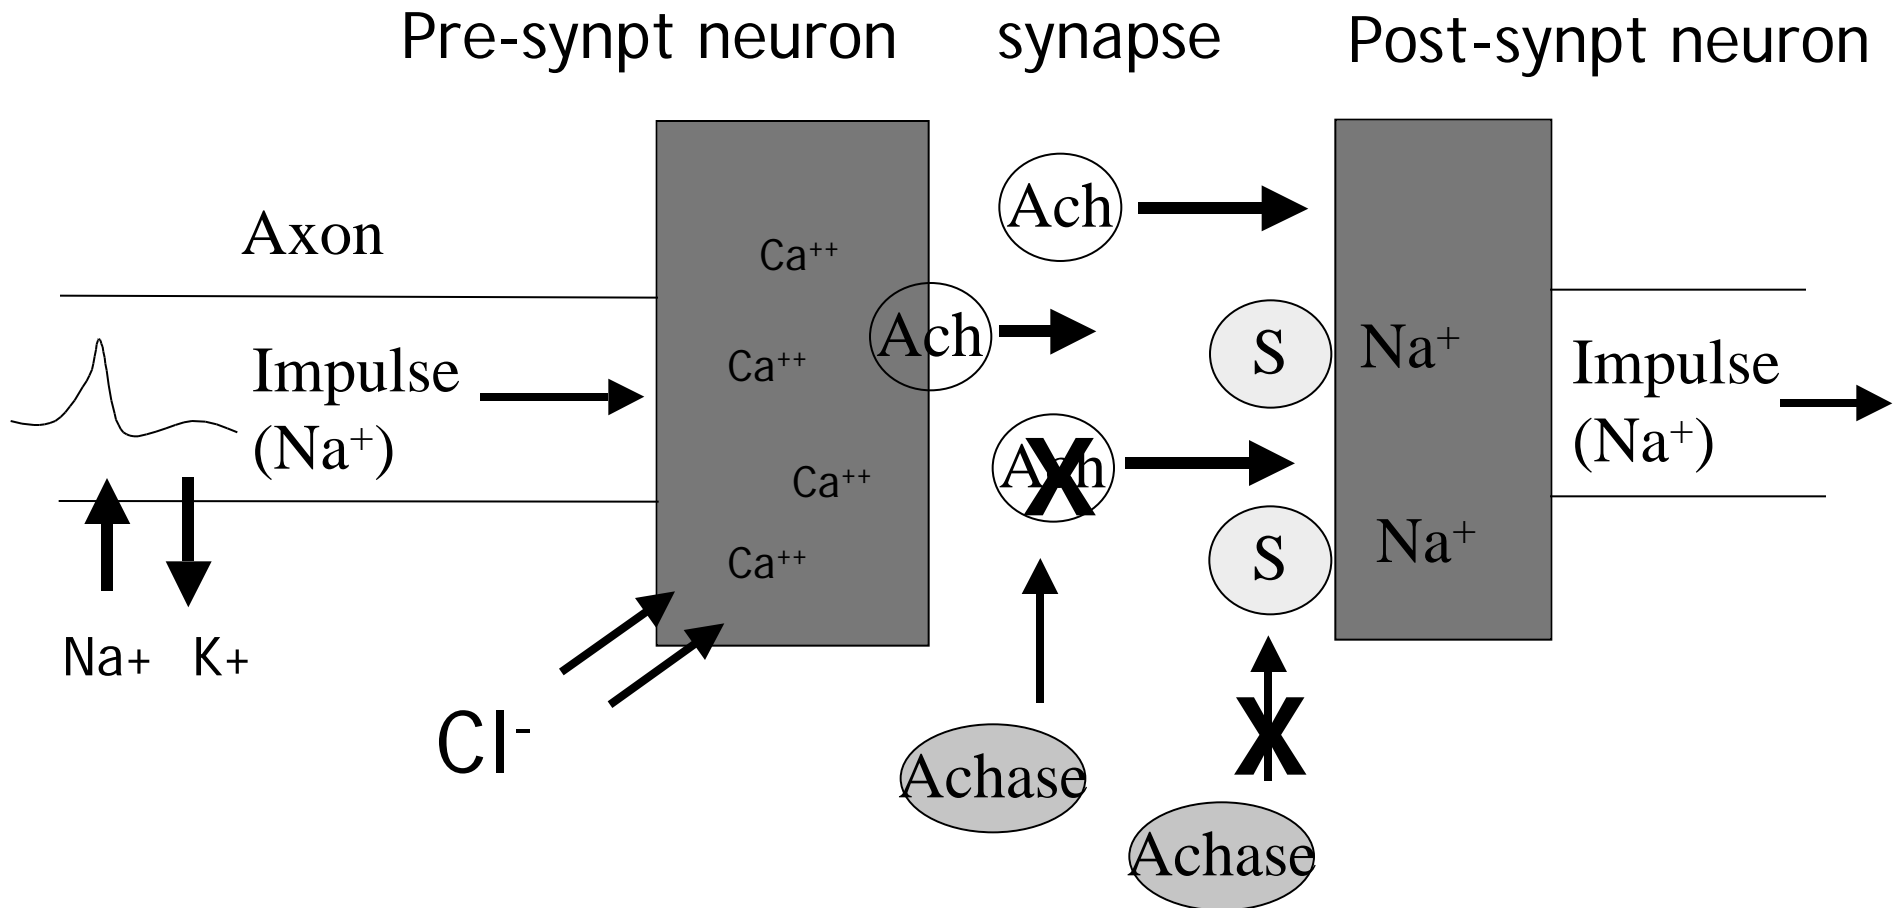 Pre-synpt neuron synapse Post-synpt neuron
Ach
Axon
Ca++
Ach
S
Na+
Impulse
(Na+)
Ca++
Impulse
(Na+)
Ach
X
Ca++
S
Na+
Ca++
Na+ K+
Cl-
X
Achase
Achase